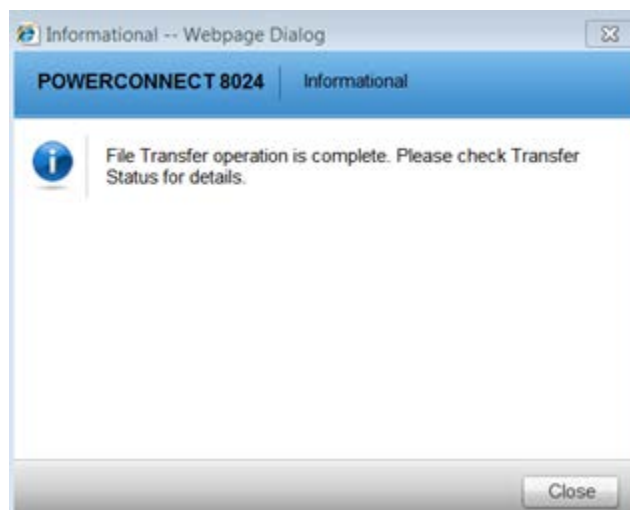 Informational -- Webpage Dialog
POWERCONNECT 8024 Informational
File Transfer operation is complete. Please check Transfer
Status for details.
Close